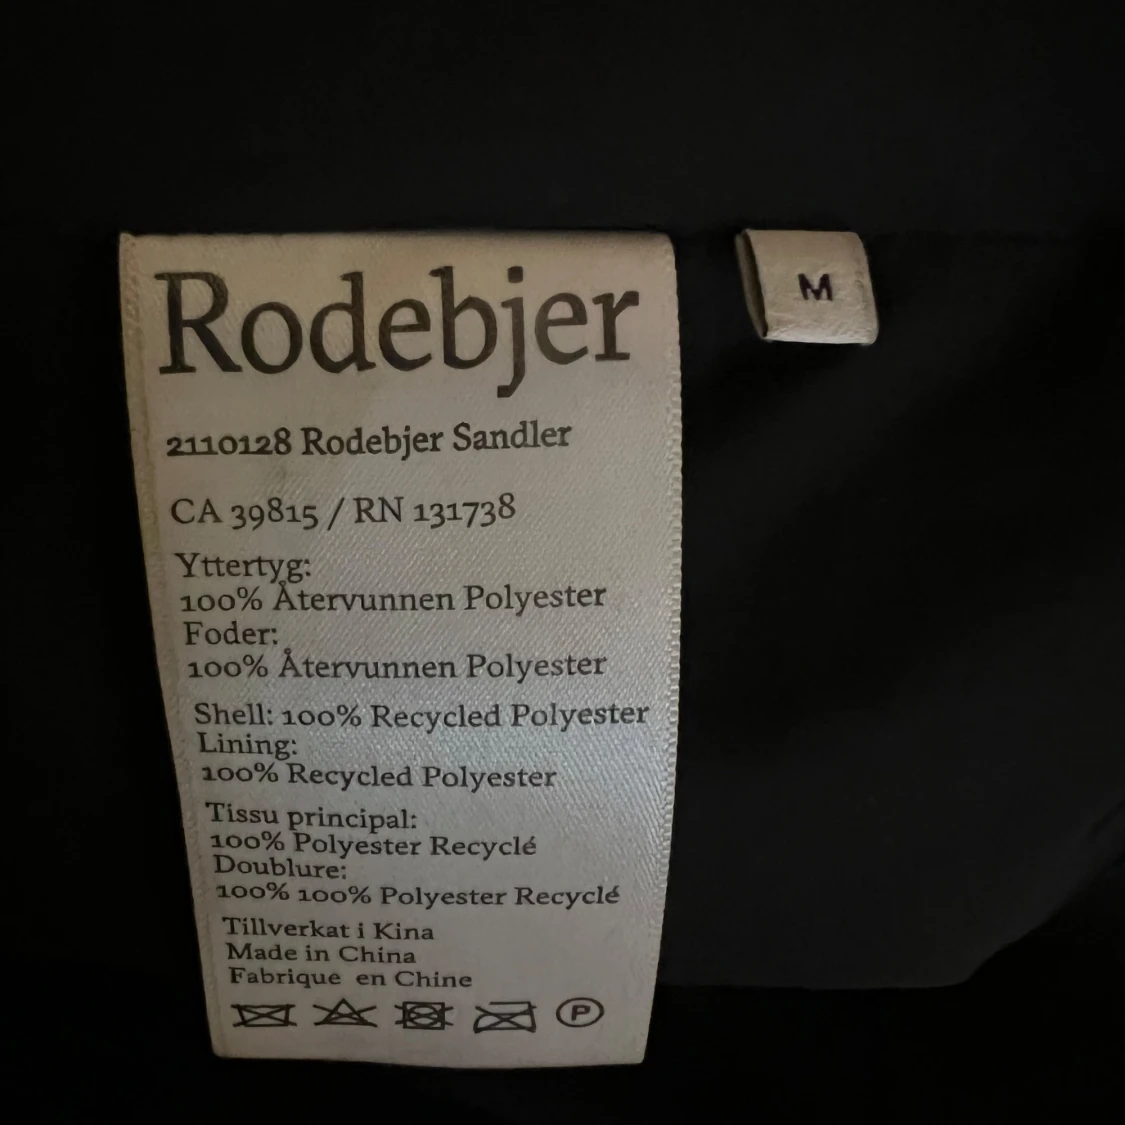 Rodebjer
2110128 Rodebjer Sandler
CA 39815 / RN 131738
Yttertyg:
100% Återvunnen Polyester
Foder:
100% Återvunnen Polyester
Shell: 100% Recycled Polyester
Lining:
100% Recycled Polyester
Tissu principal:
100% Polyester Recyclé
Doublure:
100% 100% Polyester Recyclé
Tillverkat i Kina
Made in China
Fabrique en Chine
P
M